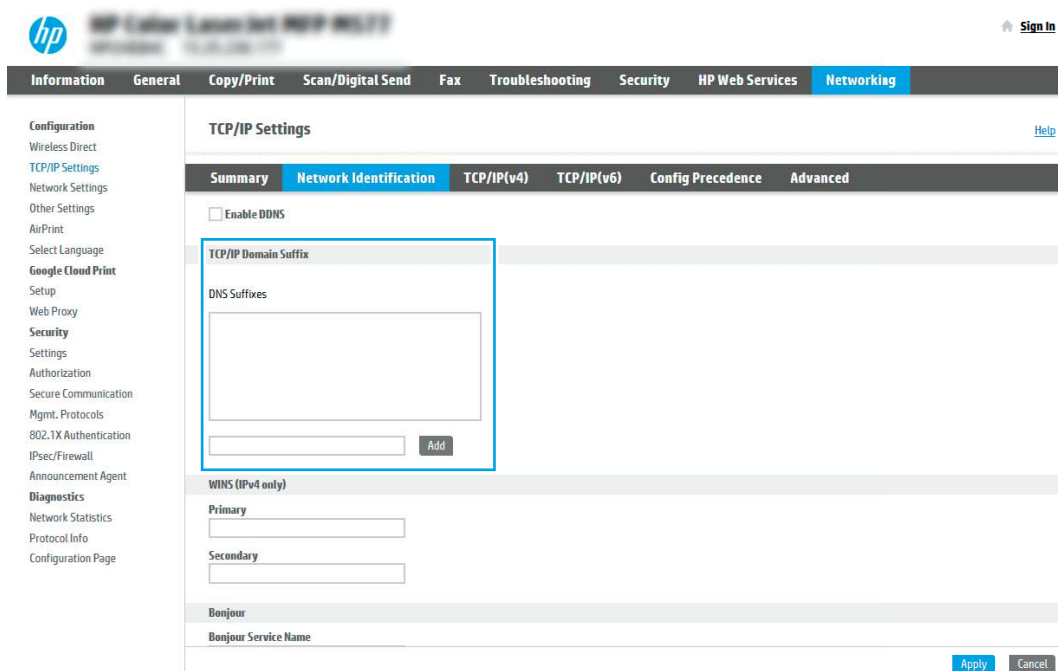 hp
Sign In
Information General Copy/Print Scan/Digital Send Fax Troubleshooting Security HP Web Services Networking
Configuration
Wireless Direct
TCP/IP Settings
Network Settings
Other Settings
AirPrint
Select Language
Google Cloud Print
Setup
Web Proxy
Security
Settings
Authorization
Secure Communication
Mgmt. Protocols
802.1X Authentication
IPsec/Firewall
Announcement Agent
Diagnostics
Network Statistics
Protocol Info
Configuration Page
TCP/IP Settings
Help
Summary Network Identification TCP/IP(v4) TCP/IP(v6) Config Precedence Advanced
Enable DDNS
TCP/IP Domain Suffix
DNS Suffixes
Add
WINS (IPv4 only)
Primary
Secondary
Bonjour
Bonjour Service Name
Apply Cancel